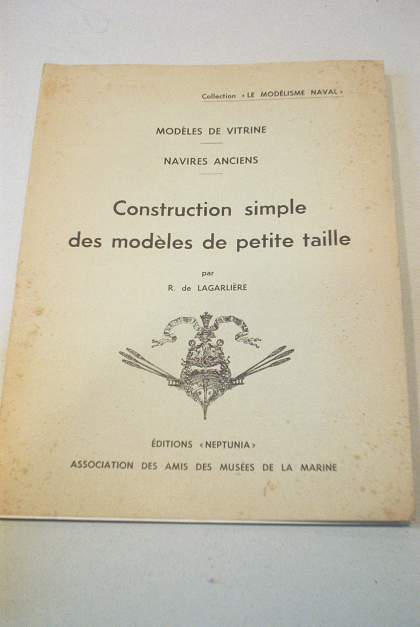 Collection « LE MODÉLISME NAVAL »
MODÈLES DE VITRINE
NAVIRES ANCIENS
Construction simple
des modèles de petite taille
par
R. de LAGARLIÈRE
ÉDITIONS «NEPTUNIA»
ASSOCIATION DES AMIS DES MUSÉES DE LA MARINE